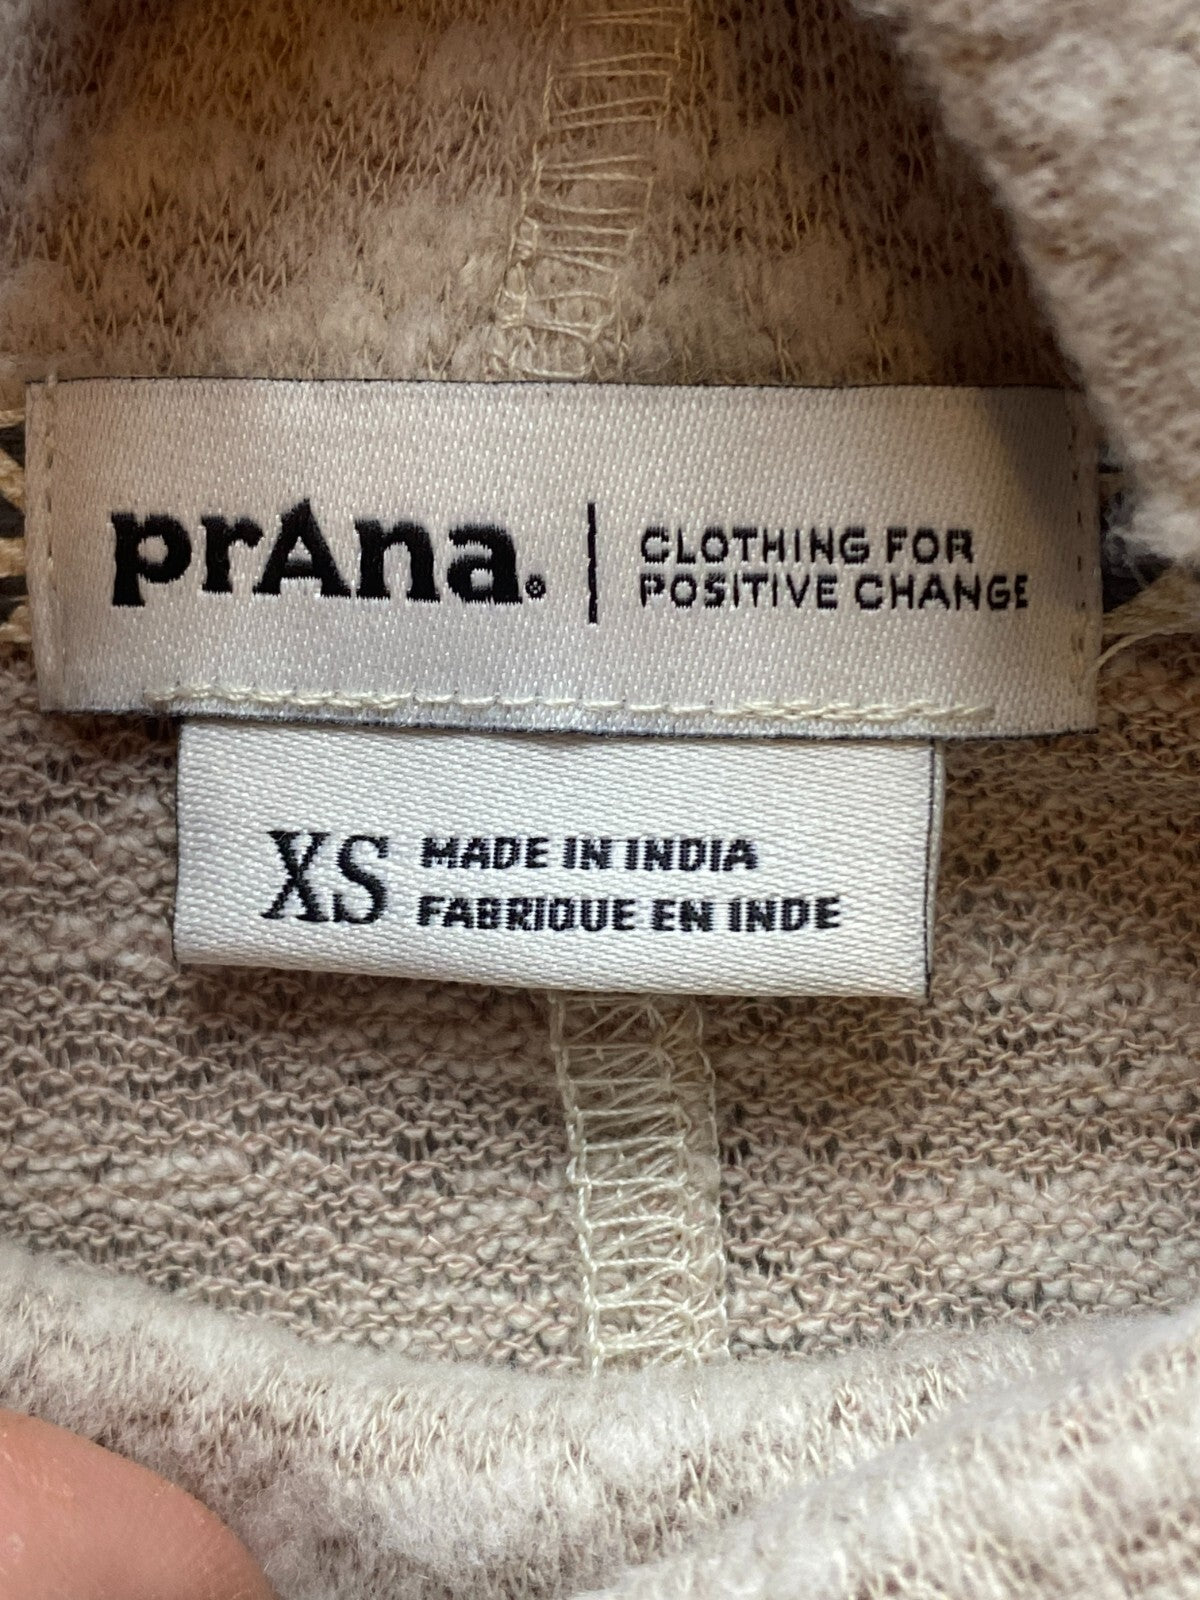 prAna.® | CLOTHING FOR
POSITIVE CHANGE
XS MADE IN INDIA
FABRIQUE EN INDE